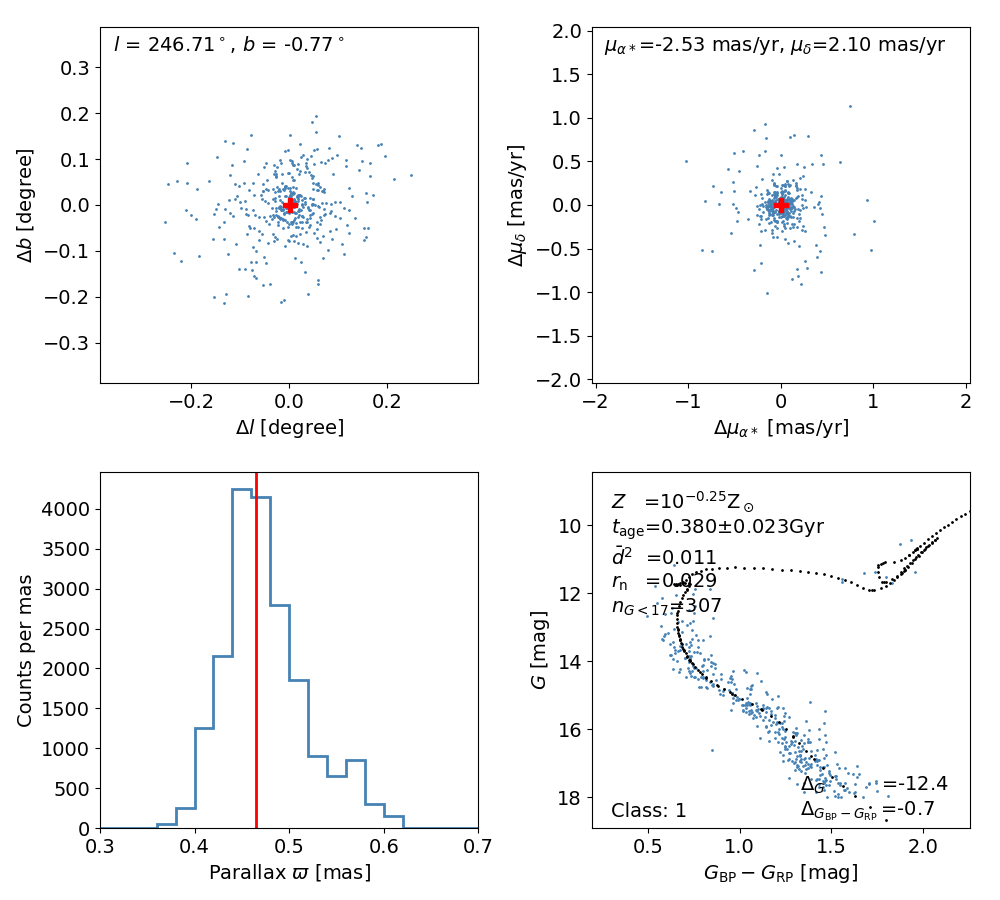 l = 246.71°, b = -0.77°
0.3
0.2
0.1
0.0
−0.1
−0.2
−0.3
−0.2
0.0
0.2
Δb [degree]
Δl [degree]
μα∗=-2.53 mas/yr, μδ=2.10 mas/yr
2.0
1.5
1.0
0.5
0.0
−0.5
−1.0
−1.5
−2.0
−2
−1
0
1
2
Δμδ [mas/yr]
Δμα∗ [mas/yr]
4000
3500
3000
2500
2000
1500
1000
500
0
0.3
0.4
0.5
0.6
0.7
Counts per mas
Parallax ϖ [mas]
Z =10^−0.25Z⊙
t_age=0.380±0.023Gyr
d̄² =0.011
r_n =0.029
n_G<17=307
Δ_G =-12.4
Δ_G_BP−G_RP=-0.7
Class: 1
10
12
14
16
18
0.5
1.0
1.5
2.0
G [mag]
G_BP − G_RP [mag]